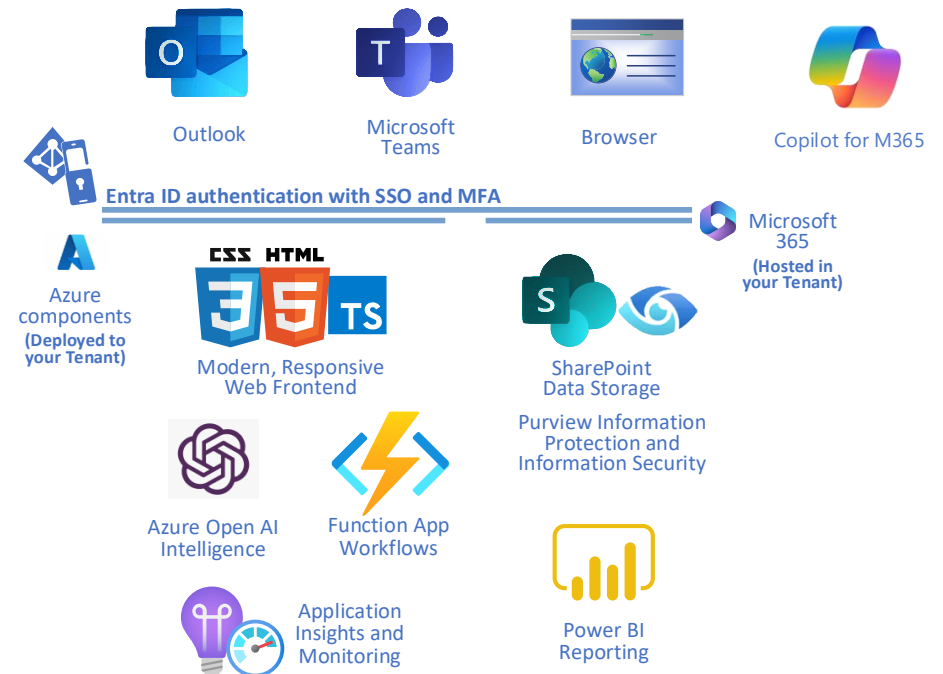 O
Outlook
T
Microsoft
Teams
Browser
Copilot for M365
Entra ID authentication with SSO and MFA
Microsoft
365
(Hosted in
your Tenant)
Azure
components
(Deployed to
your Tenant)
CSS HTML
3
5
TS
Modern, Responsive
Web Frontend
S
SharePoint
Data Storage
Purview Information
Protection and
Information Security
Azure Open AI
Intelligence
Function App
Workflows
Application
Insights and
Monitoring
Power BI
Reporting